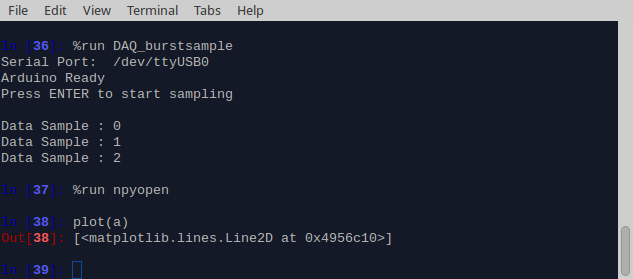 File Edit View Terminal Tabs Help
In [36]: %run DAQ_burstsample
Serial Port:  /dev/ttyUSB0
Arduino Ready
Press ENTER to start sampling
Data Sample : 0
Data Sample : 1
Data Sample : 2
In [37]: %run npyopen
In [38]: plot(a)
Out[38]: [<matplotlib.lines.Line2D at 0x4956c10>]
In [39]: